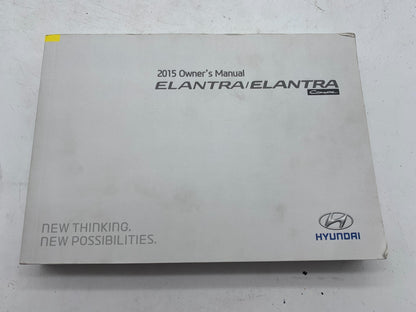 2015 Owner's Manual
ELANTRA/ELANTRA
Coupe
NEW THINKING.
NEW POSSIBILITIES.
HYUNDAI